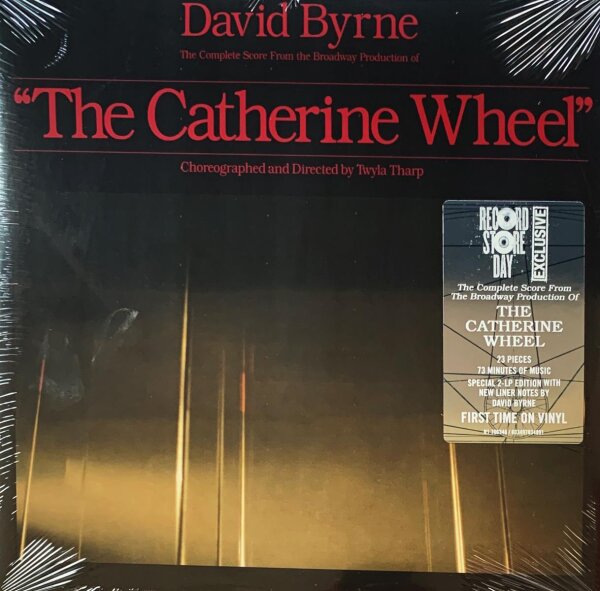 David Byrne
The Complete Score From the Broadway Production of
“The Catherine Wheel”
Choreographed and Directed by Twyla Tharp
RECORD
STORE
DAY
EXCLUSIVE
The Complete Score From
The Broadway Production Of
THE
CATHERINE
WHEEL
23 PIECES
73 MINUTES OF MUSIC
SPECIAL 2-LP EDITION WITH
NEW LINER NOTES BY
DAVID BYRNE
FIRST TIME ON VINYL